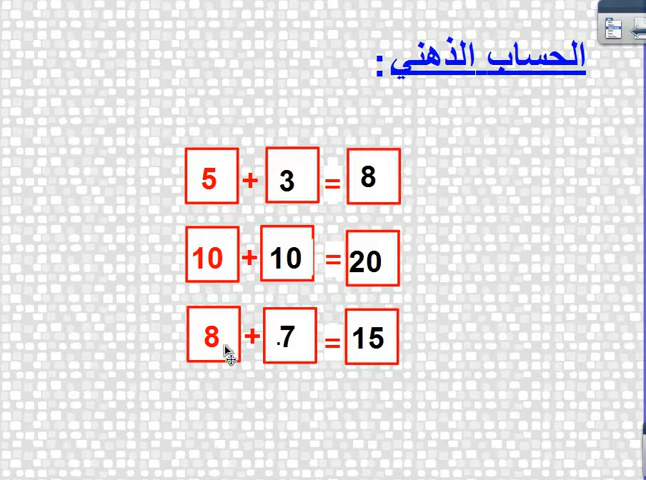 الحساب الذهني :
5 + 3 = 8
10 + 10 = 20
8 + .7 = 15